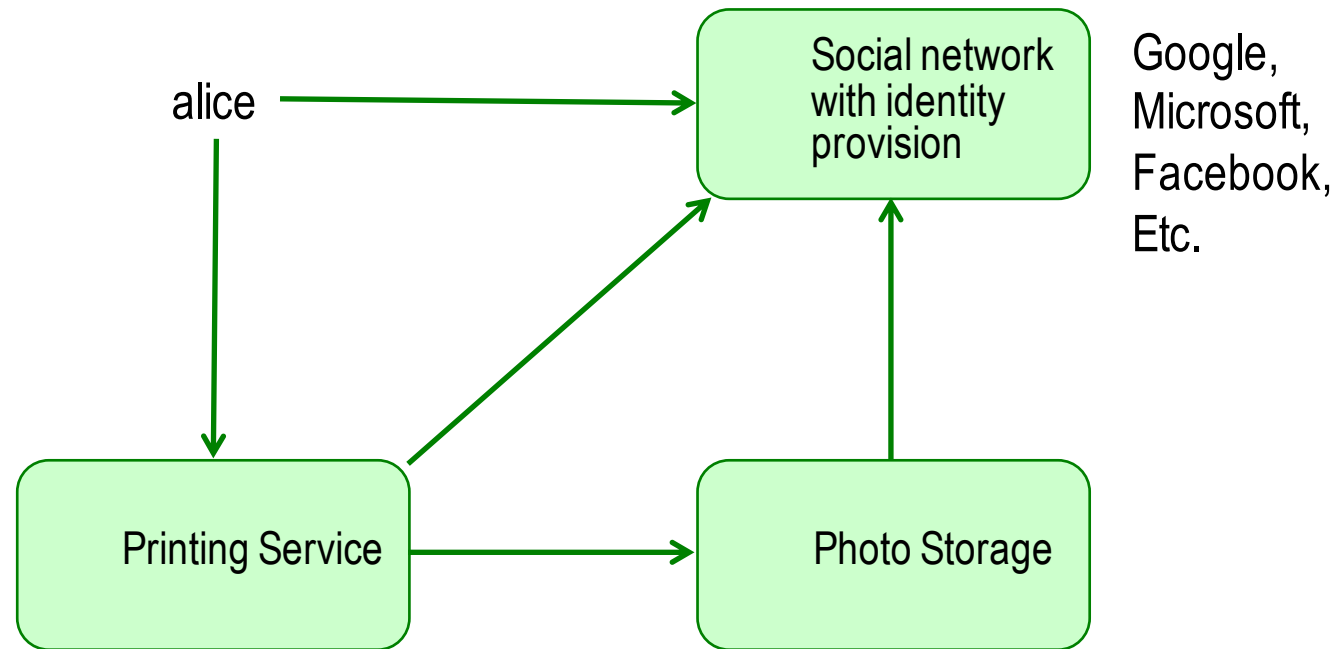 alice
Social network
with identity
provision
Google,
Microsoft,
Facebook,
Etc.
Printing Service
Photo Storage